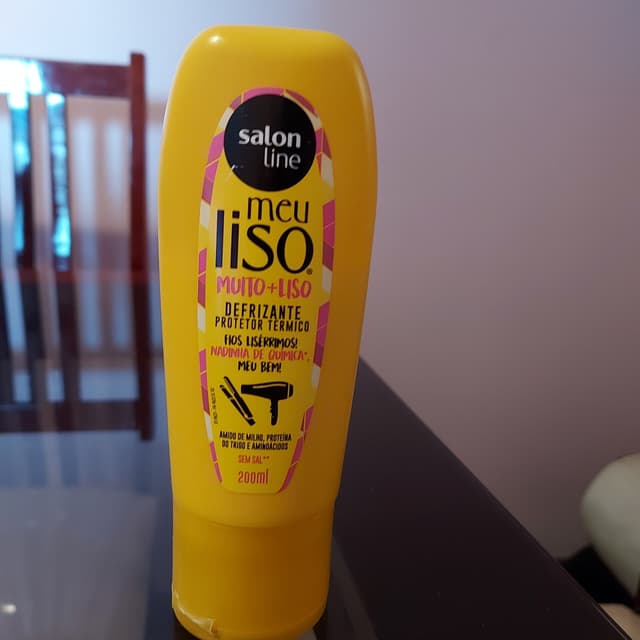 salon
line
meu
liso®
MUITO+LISO
DEFRIZANTE
PROTETOR TÉRMICO
FIOS LISÉRRIMOS!
NADINHA DE QUÍMICA*,
MEU BEM!
AMIDO DE MILHO, PROTEÍNA
DO TRIGO E AMINOÁCIDOS
SEM SAL**
200ml